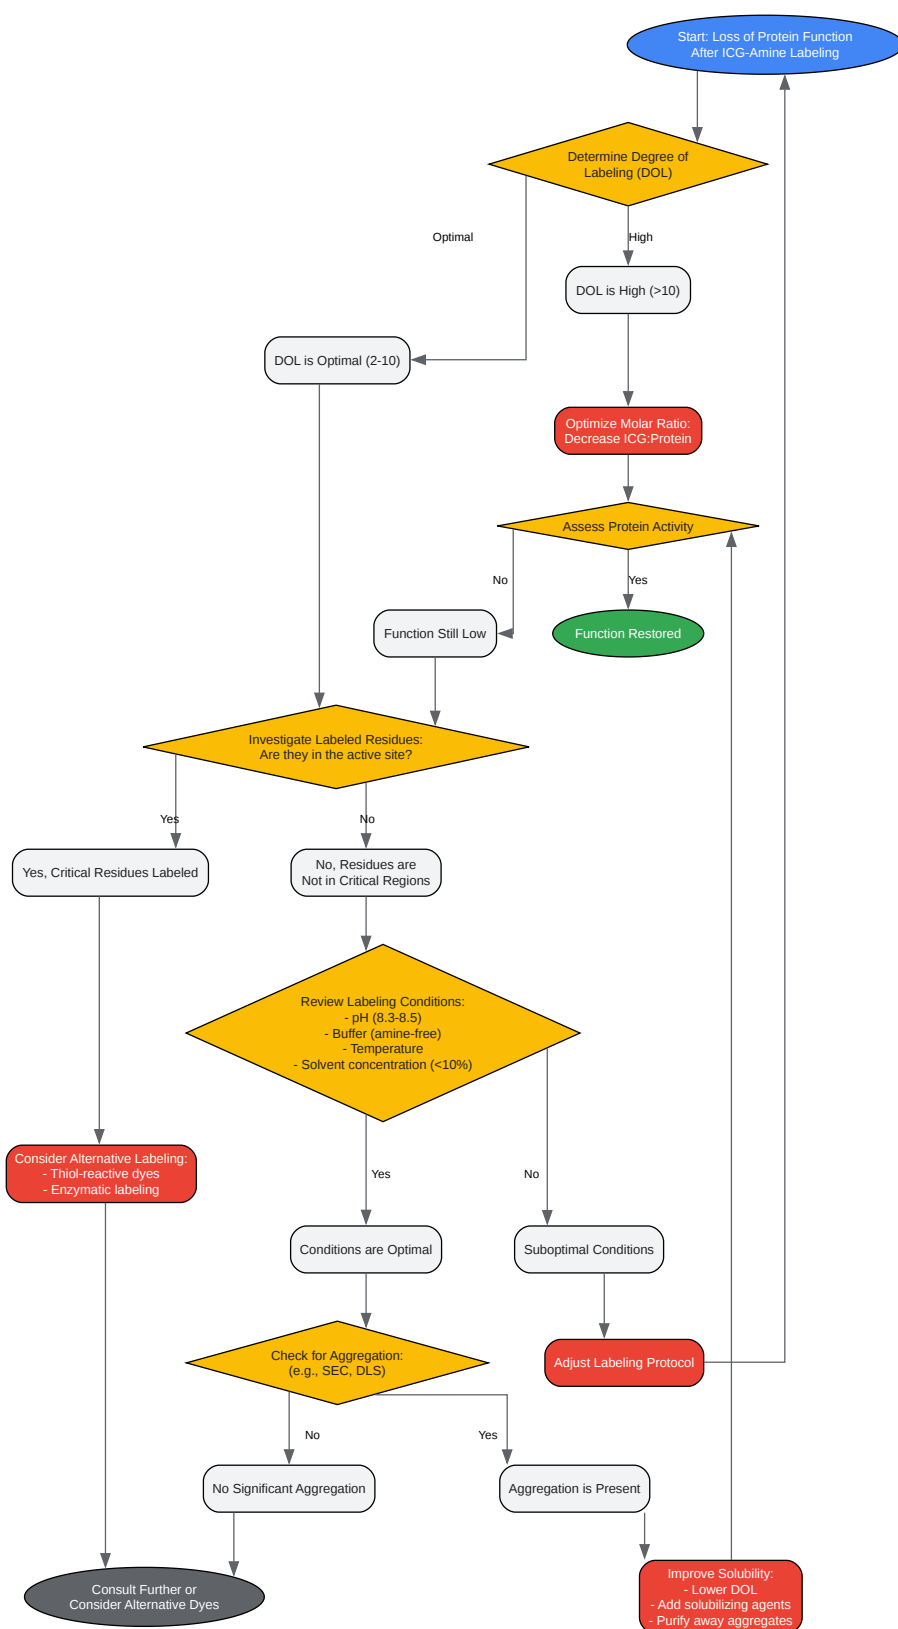 Start: Loss of Protein Function
After ICG-Amine Labeling
Determine Degree of
Labeling (DOL)
Optimal
High
DOL is High (>10)
DOL is Optimal (2-10)
Optimize Molar Ratio:
Decrease ICG:Protein
Assess Protein Activity
No
Yes
Function Still Low
Function Restored
Investigate Labeled Residues:
Are they in the active site?
Yes
No
Yes, Critical Residues Labeled
No, Residues are
Not in Critical Regions
Review Labeling Conditions:
- pH (8.3-8.5)
- Buffer (amine-free)
- Temperature
- Solvent concentration (<10%)
Consider Alternative Labeling:
- Thiol-reactive dyes
- Enzymatic labeling
Yes
No
Conditions are Optimal
Suboptimal Conditions
Check for Aggregation:
(e.g., SEC, DLS)
Adjust Labeling Protocol
No
Yes
No Significant Aggregation
Aggregation is Present
Consult Further or
Consider Alternative Dyes
Improve Solubility:
- Lower DOL
- Add solubilizing agents
- Purify away aggregates